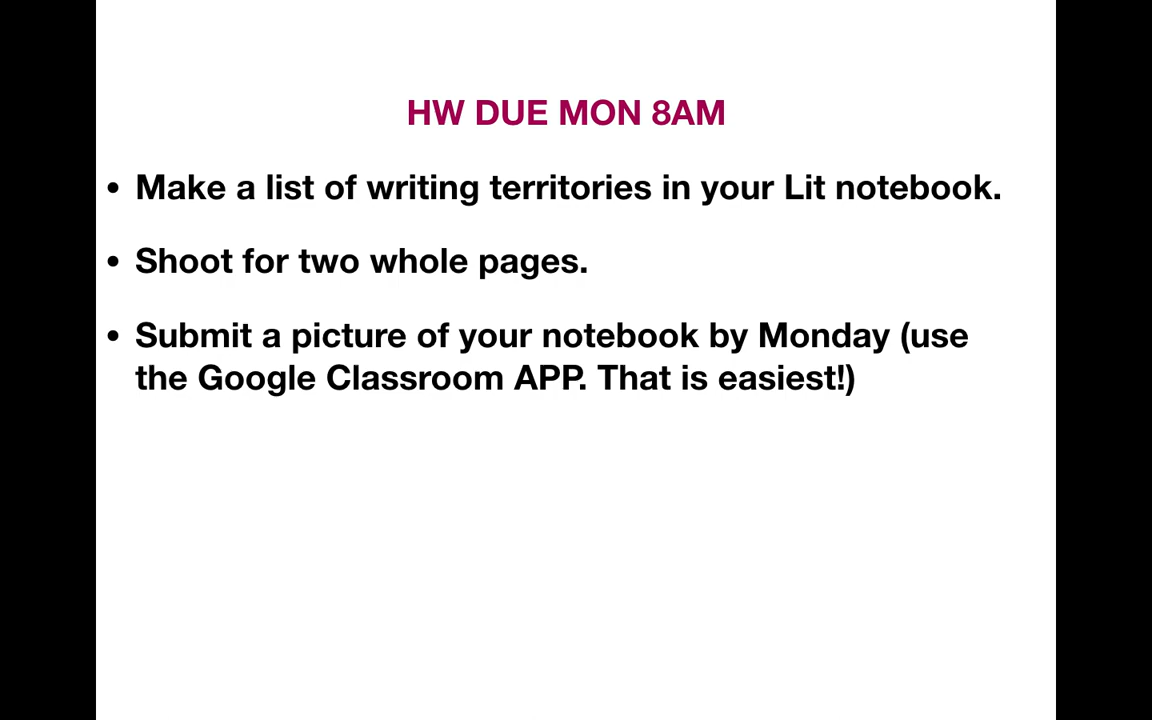 HW DUE MON 8AM
• Make a list of writing territories in your Lit notebook.
• Shoot for two whole pages.
• Submit a picture of your notebook by Monday (use
the Google Classroom APP. That is easiest!)